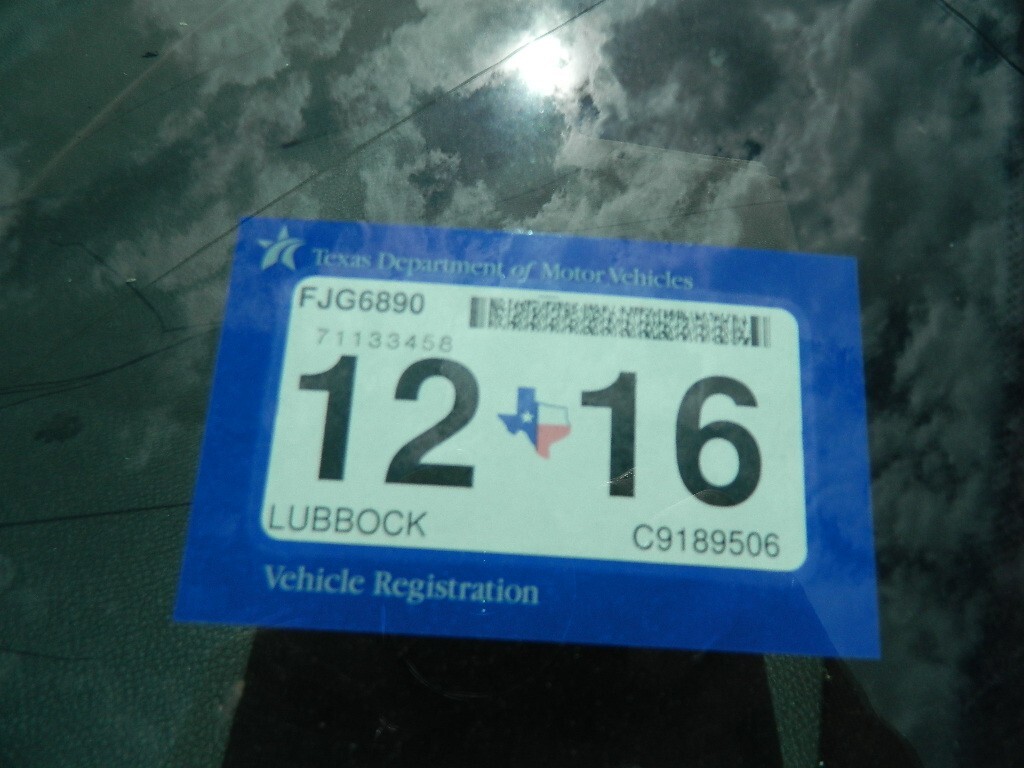 Texas Department of Motor Vehicles
FJG6890
71133458
12 16
LUBBOCK C9189506
Vehicle Registration